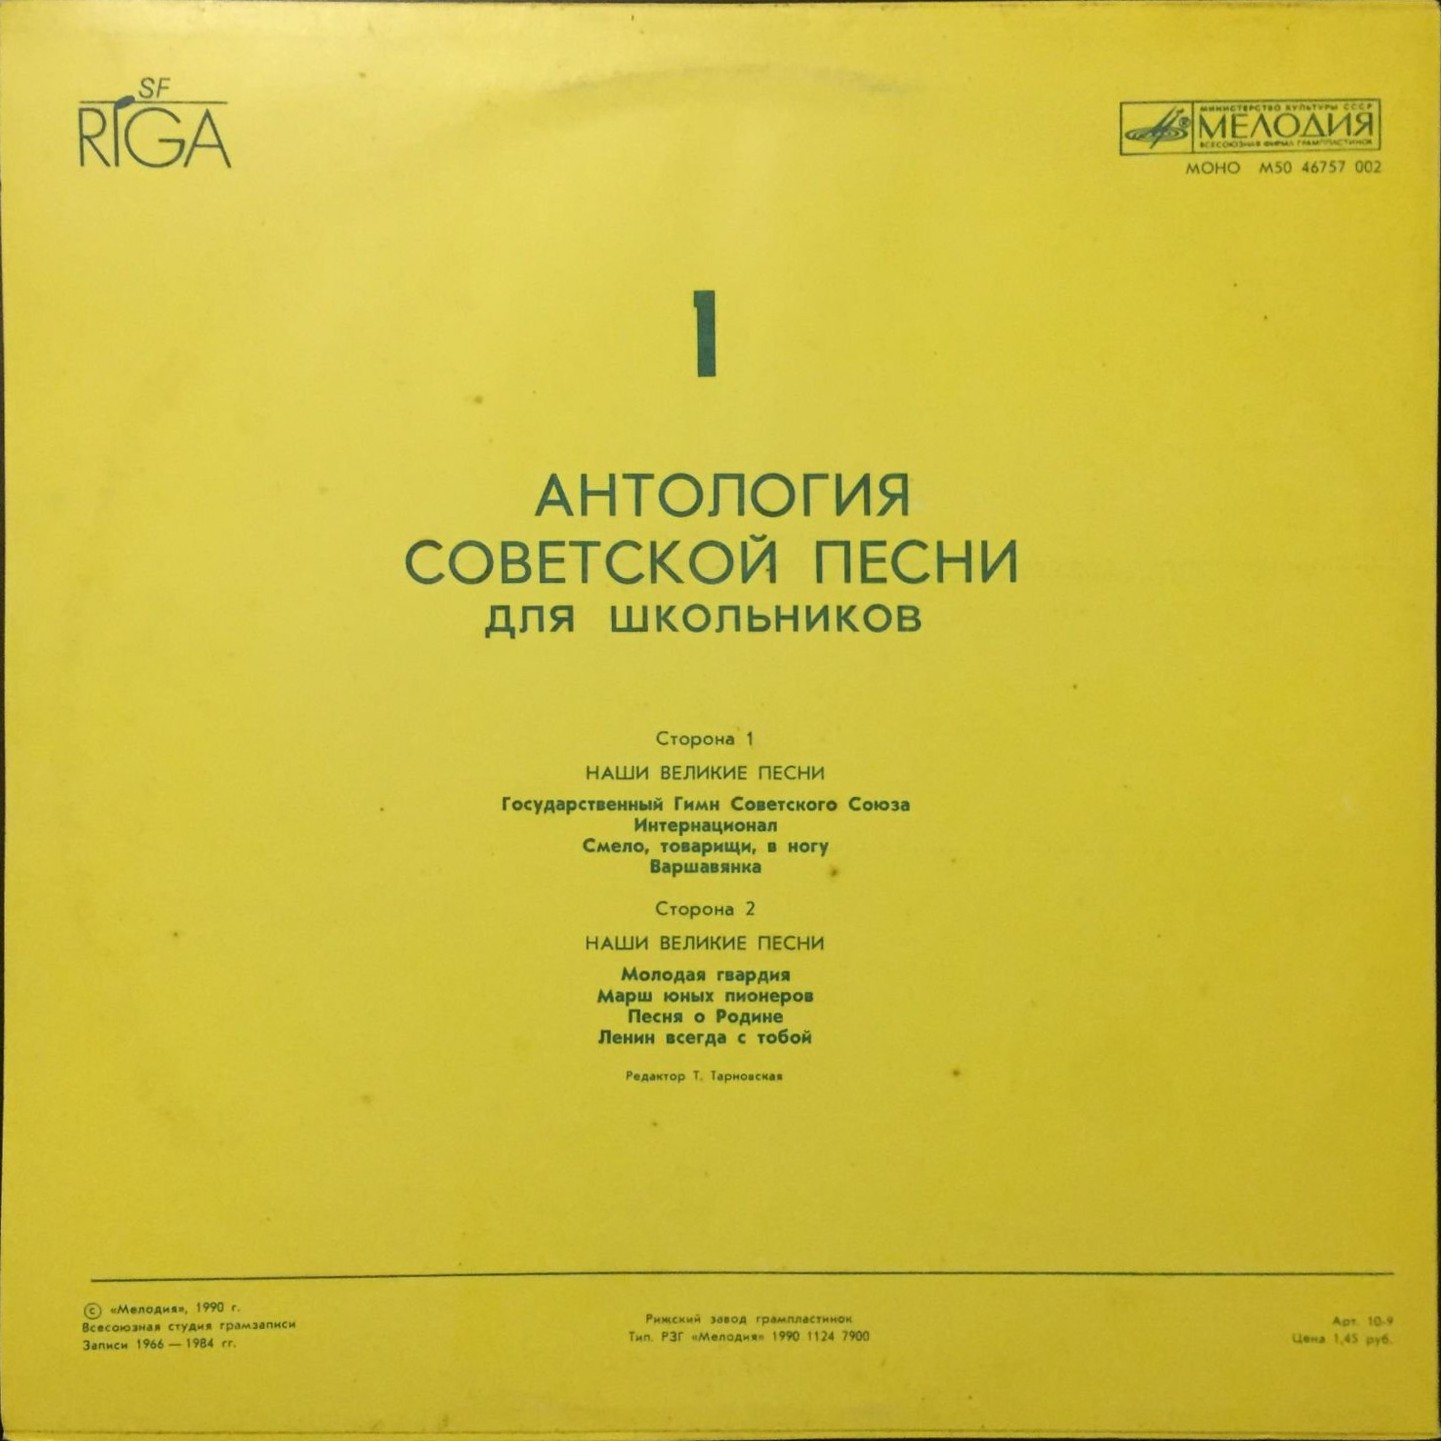 SF
RIGA
МИНИСТЕРСТВО КУЛЬТУРЫ СССР
МЕЛОДИЯ
ВСЕСОЮЗНАЯ ФИРМА ГРАМПЛАСТИНОК
МОНО М50 46757 002
1
АНТОЛОГИЯ
СОВЕТСКОЙ ПЕСНИ
ДЛЯ ШКОЛЬНИКОВ
Сторона 1
НАШИ ВЕЛИКИЕ ПЕСНИ
Государственный Гимн Советского Союза
Интернационал
Смело, товарищи, в ногу
Варшавянка
Сторона 2
НАШИ ВЕЛИКИЕ ПЕСНИ
Молодая гвардия
Марш юных пионеров
Песня о Родине
Ленин всегда с тобой
Редактор Т. Тарновская
© «Мелодия», 1990 г.
Всесоюзная студия грамзаписи
Записи 1966 — 1984 гг.
Рижский завод грампластинок
Тип. РЗГ «Мелодия» 1990 1124 7900
Арт. 10-9
Цена 1,45 руб.